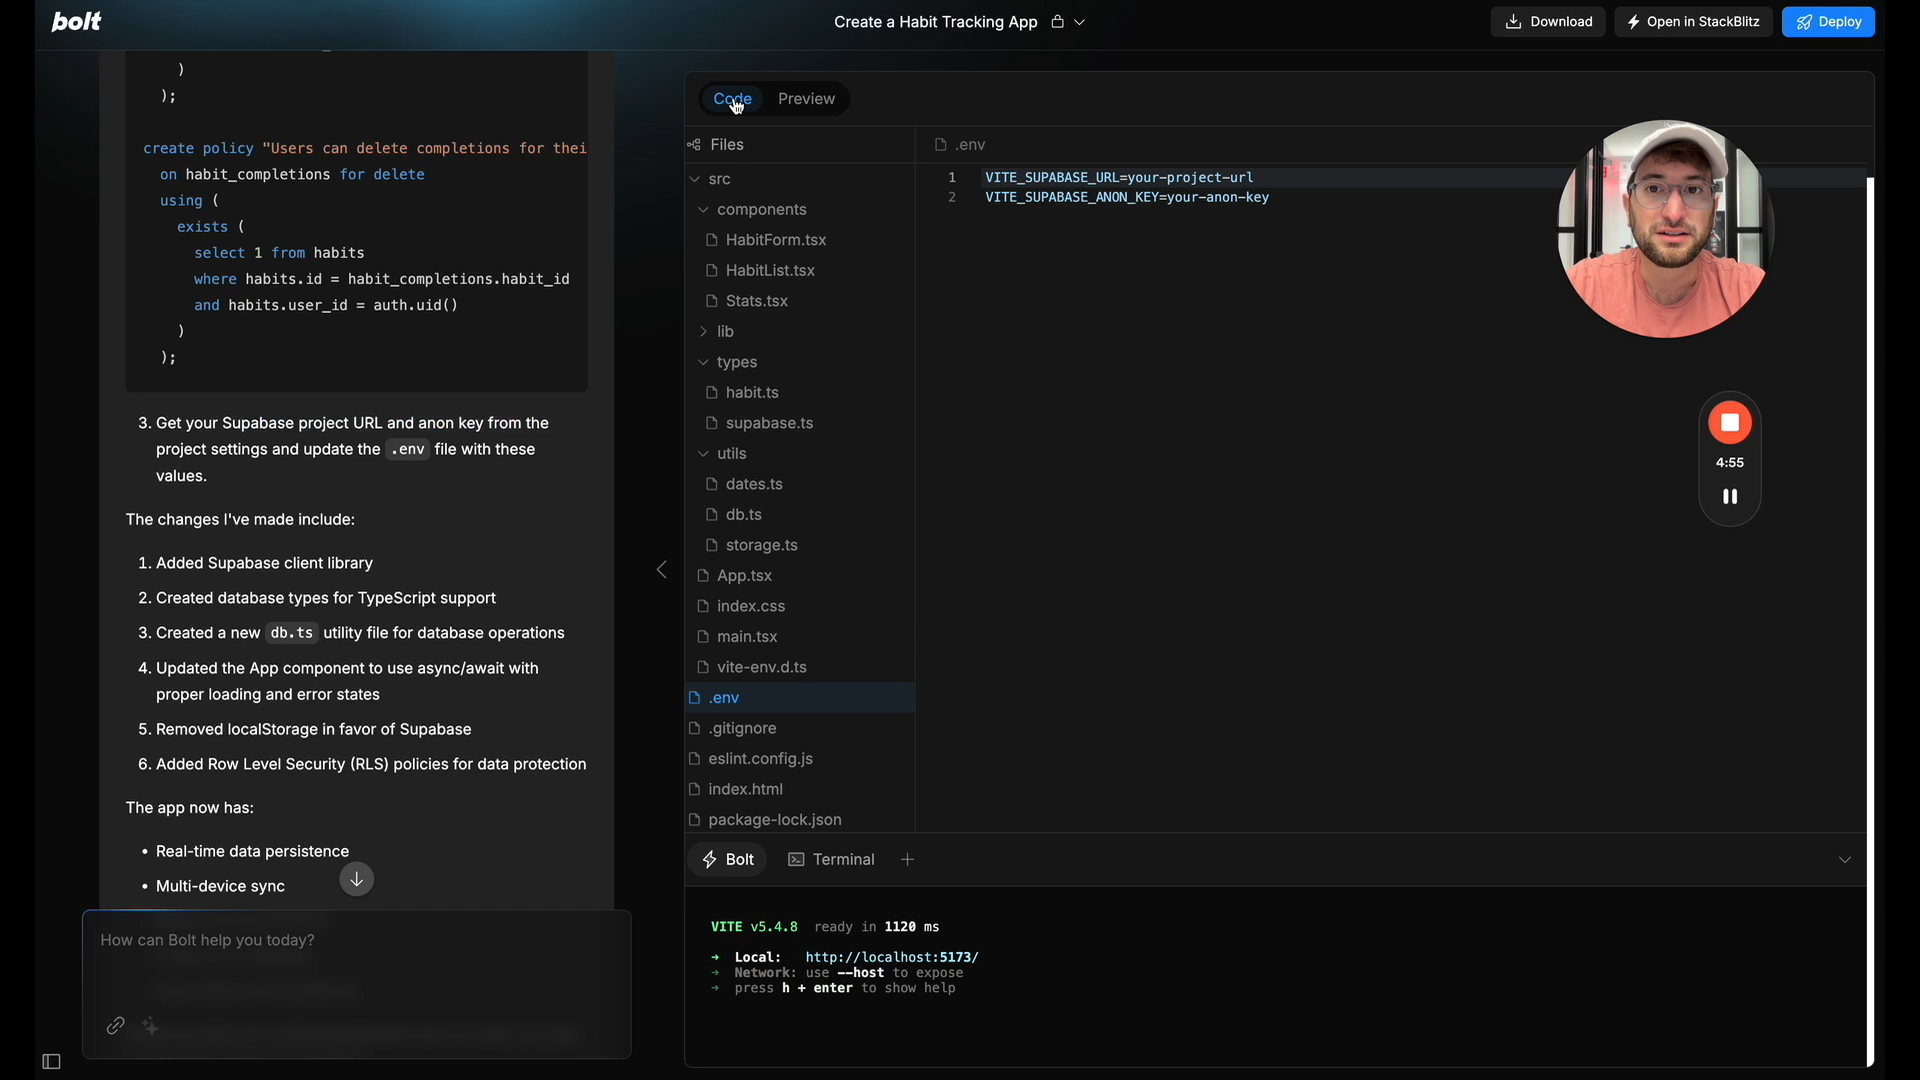 bolt
Create a Habit Tracking App
Download
Open in StackBlitz
Deploy
)
);
create policy "Users can delete completions for thei
on habit_completions for delete
using (
exists (
select 1 from habits
where habits.id = habit_completions.habit_id
and habits.user_id = auth.uid()
)
);
3. Get your Supabase project URL and anon key from the
project settings and update the .env file with these
values.
The changes I've made include:
1. Added Supabase client library
2. Created database types for TypeScript support
3. Created a new db.ts utility file for database operations
4. Updated the App component to use async/await with
proper loading and error states
5. Removed localStorage in favor of Supabase
6. Added Row Level Security (RLS) policies for data protection
The app now has:
• Real-time data persistence
• Multi-device sync
How can Bolt help you today?
Code
Preview
Files
src
components
HabitForm.tsx
HabitList.tsx
Stats.tsx
lib
types
habit.ts
supabase.ts
utils
dates.ts
db.ts
storage.ts
App.tsx
index.css
main.tsx
vite-env.d.ts
.env
.gitignore
eslint.config.js
index.html
package-lock.json
.env
1 VITE_SUPABASE_URL=your-project-url
2 VITE_SUPABASE_ANON_KEY=your-anon-key
4:55
Bolt
Terminal
VITE v5.4.8 ready in 1120 ms
➜ Local: http://localhost:5173/
➜ Network: use --host to expose
➜ press h + enter to show help